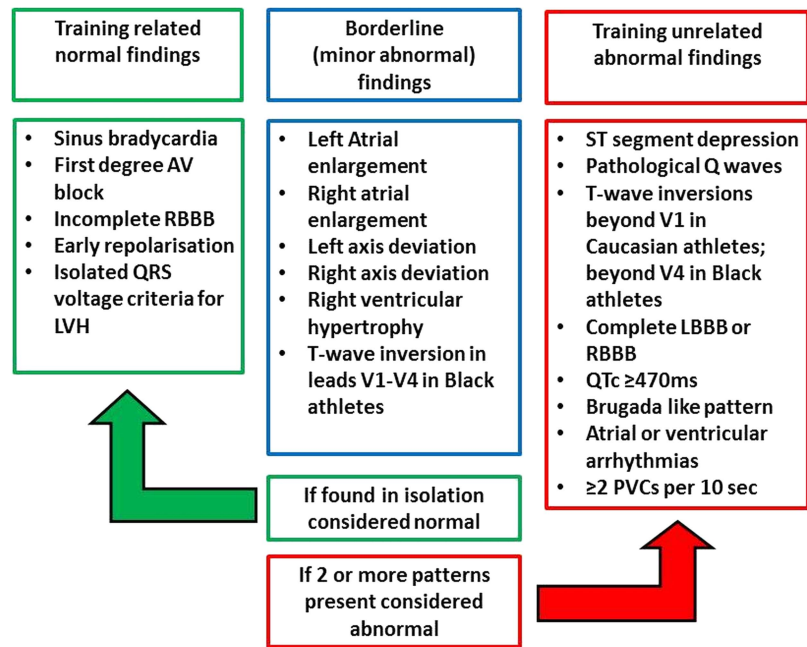 Training related
normal findings
• Sinus bradycardia
• First degree AV
block
• Incomplete RBBB
• Early repolarisation
• Isolated QRS
voltage criteria for
LVH
Borderline
(minor abnormal)
findings
• Left Atrial
enlargement
• Right atrial
enlargement
• Left axis deviation
• Right axis deviation
• Right ventricular
hypertrophy
• T-wave inversion in
leads V1-V4 in Black
athletes
If found in isolation
considered normal
If 2 or more patterns
present considered
abnormal
Training unrelated
abnormal findings
• ST segment depression
• Pathological Q waves
• T-wave inversions
beyond V1 in
Caucasian athletes;
beyond V4 in Black
athletes
• Complete LBBB or
RBBB
• QTc ≥470ms
• Brugada like pattern
• Atrial or ventricular
arrhythmias
• ≥2 PVCs per 10 sec